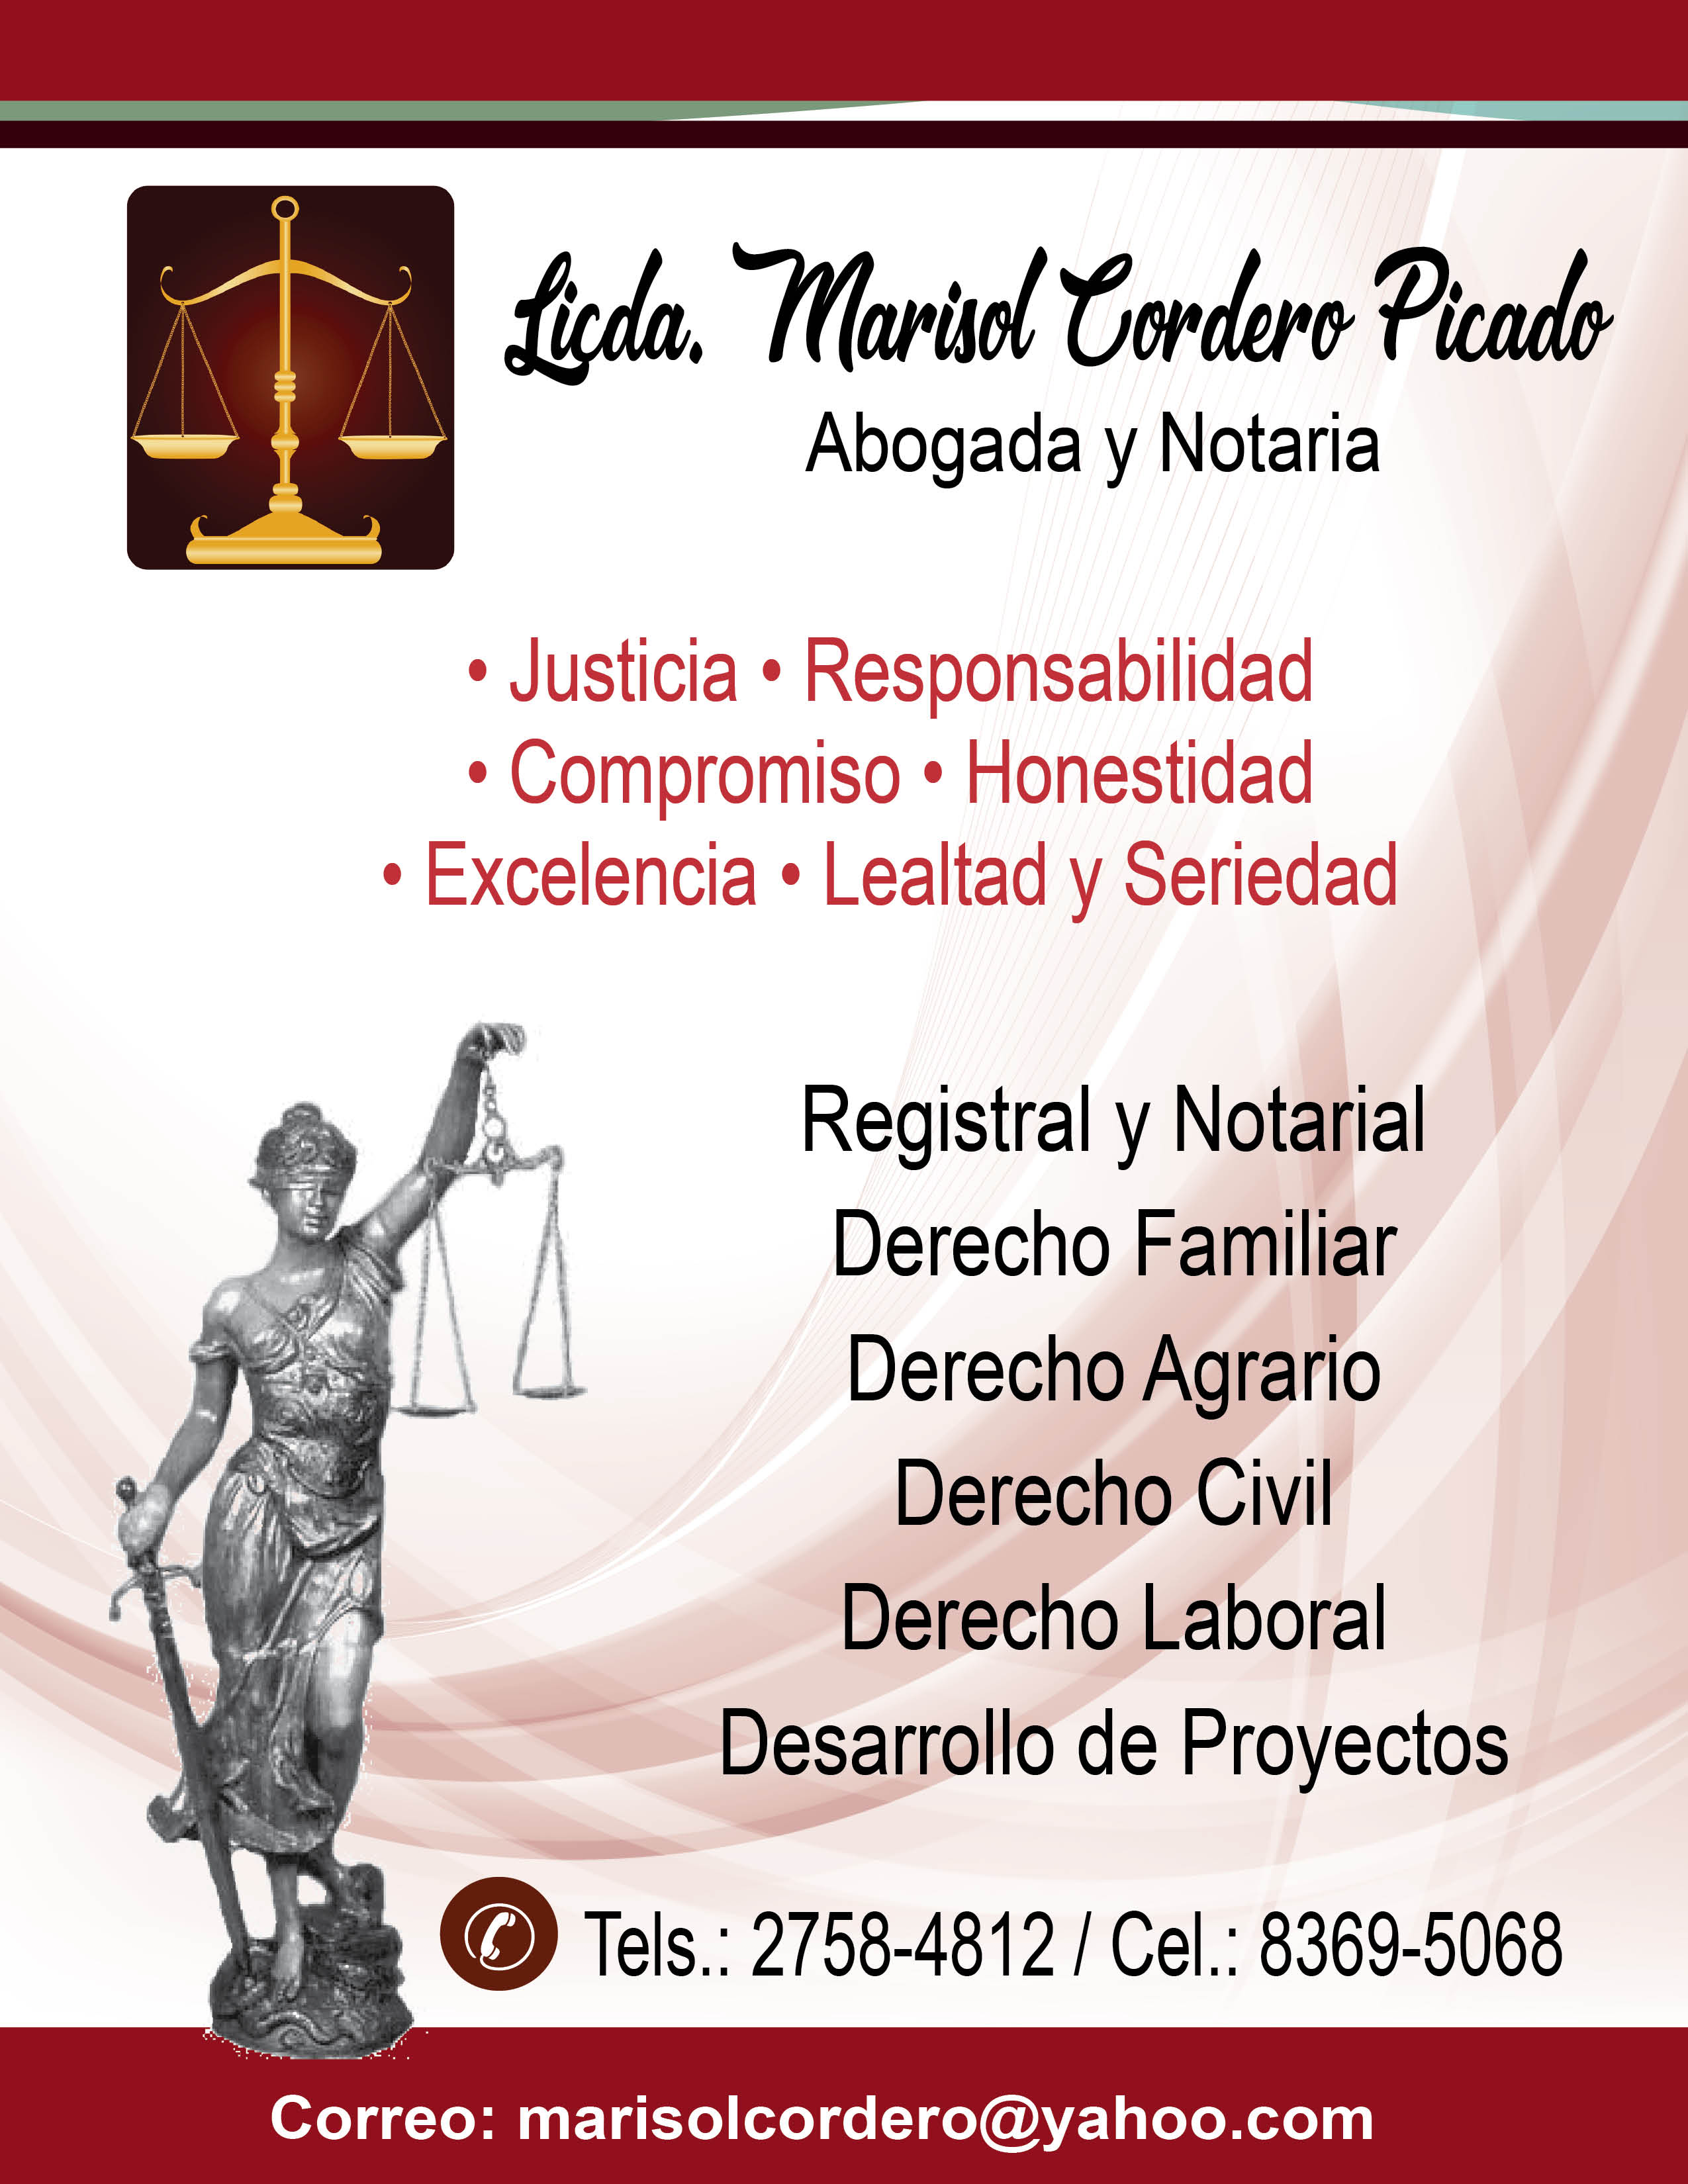 Licda. Marisol Cordero Picado
Abogada y Notaria
• Justicia • Responsabilidad
• Compromiso • Honestidad
• Excelencia • Lealtad y Seriedad
Registral y Notarial
Derecho Familiar
Derecho Agrario
Derecho Civil
Derecho Laboral
Desarrollo de Proyectos
Tels.: 2758-4812 / Cel.: 8369-5068
Correo: marisolcordero@yahoo.com